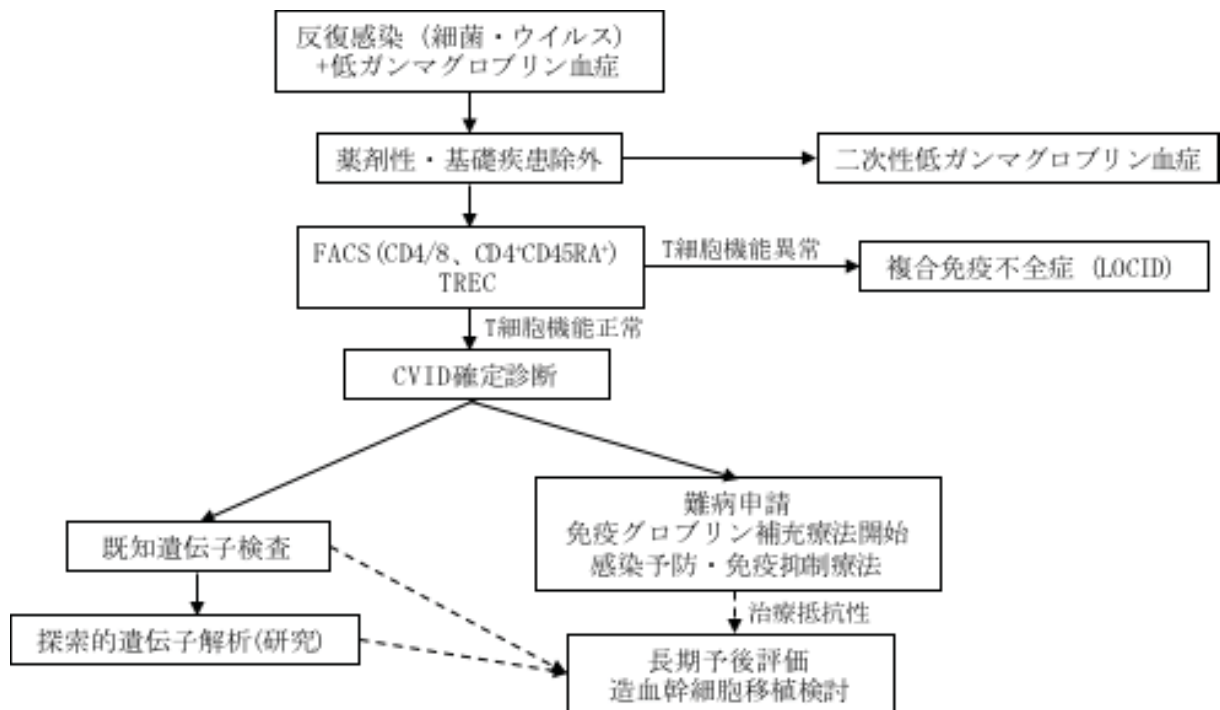 反復感染 (細菌・ウイルス)
+低ガンマグロブリン血症
薬剤性・基礎疾患除外
二次性低ガンマグロブリン血症
FACS(CD4/8、CD4⁺CD45RA⁺)
TREC
T細胞機能異常
複合免疫不全症 (LOCID)
T細胞機能正常
CVID確定診断
既知遺伝子検査
難病申請
免疫グロブリン補充療法開始
感染予防・免疫抑制療法
探索的遺伝子解析(研究)
治療抵抗性
長期予後評価
造血幹細胞移植検討